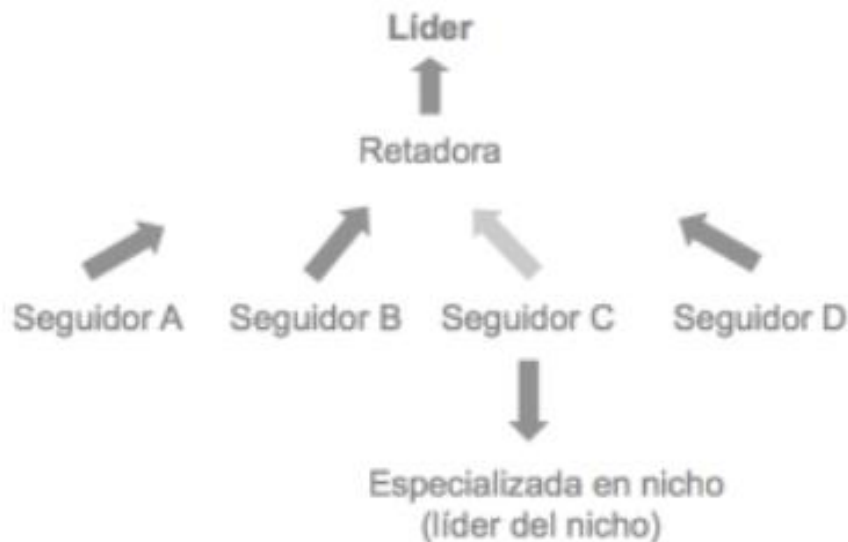 Líder
Retadora
Seguidor A Seguidor B Seguidor C Seguidor D
Especializada en nicho
(líder del nicho)